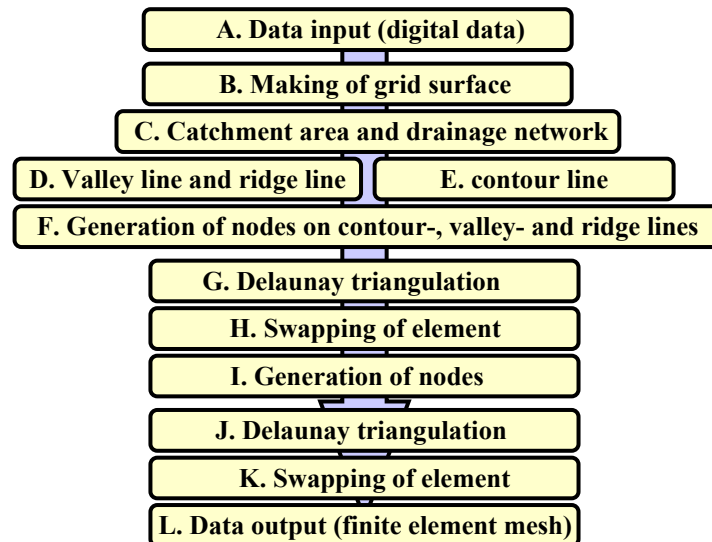 A. Data input (digital data)
B. Making of grid surface
C. Catchment area and drainage network
D. Valley line and ridge line
E. contour line
F. Generation of nodes on contour-, valley- and ridge lines
G. Delaunay triangulation
H. Swapping of element
I. Generation of nodes
J. Delaunay triangulation
K. Swapping of element
L. Data output (finite element mesh)